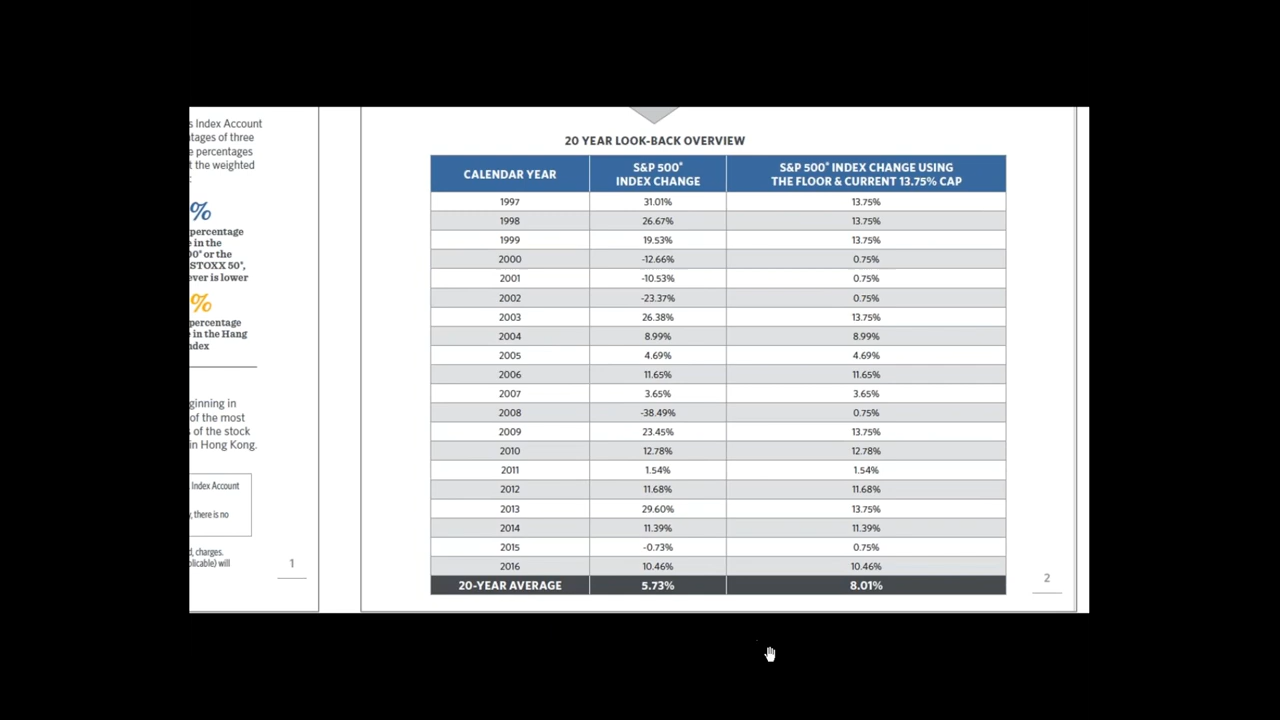 s Index Account
tages of three
e percentages
t the weighted
%
percentage
e in the
00® or the
STOXX 50®,
ever is lower
%
percentage
e in the Hang
ndex
ginning in
of the most
s of the stock
in Hong Kong.
Index Account
y, there is no
d, charges.
plicable) will
1
20 YEAR LOOK-BACK OVERVIEW
CALENDAR YEAR S&P 500® INDEX CHANGE S&P 500® INDEX CHANGE USING THE FLOOR & CURRENT 13.75% CAP
1997 31.01% 13.75%
1998 26.67% 13.75%
1999 19.53% 13.75%
2000 -12.66% 0.75%
2001 -10.53% 0.75%
2002 -23.37% 0.75%
2003 26.38% 13.75%
2004 8.99% 8.99%
2005 4.69% 4.69%
2006 11.65% 11.65%
2007 3.65% 3.65%
2008 -38.49% 0.75%
2009 23.45% 13.75%
2010 12.78% 12.78%
2011 1.54% 1.54%
2012 11.68% 11.68%
2013 29.60% 13.75%
2014 11.39% 11.39%
2015 -0.73% 0.75%
2016 10.46% 10.46%
20-YEAR AVERAGE 5.73% 8.01%
2